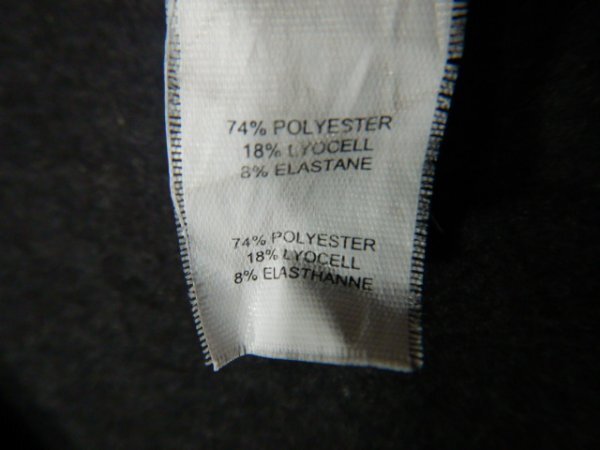 74% POLYESTER
18% LYOCELL
8% ELASTANE
74% POLYESTER
18% LYOCELL
8% ELASTHANNE